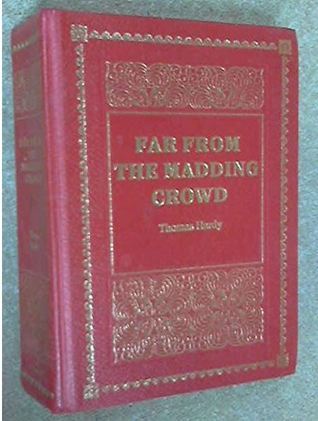 FAR FROM
THE MADDING
CROWD
Thomas Hardy